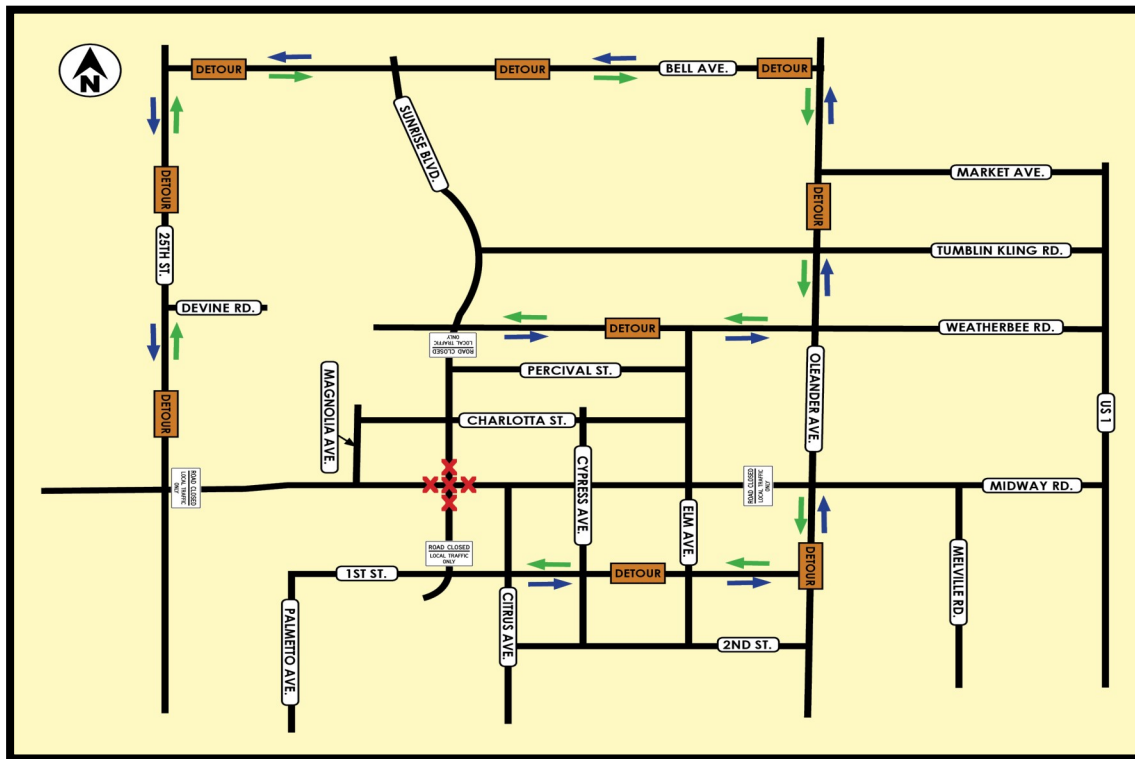 N
DETOUR
DETOUR
BELL AVE.
DETOUR
SUNRISE BLVD.
DETOUR
MARKET AVE.
DETOUR
25TH ST.
TUMBLIN KLING RD.
DEVINE RD.
DETOUR
WEATHERBEE RD.
ROAD CLOSED
LOCAL TRAFFIC
ONLY
PERCIVAL ST.
OLEANDER AVE.
US 1
DETOUR
MAGNOLIA AVE.
CHARLOTTA ST.
CYPRESS AVE.
ROAD CLOSED
LOCAL TRAFFIC
ONLY
ROAD CLOSED
LOCAL TRAFFIC
ONLY
MIDWAY RD.
ELM AVE.
ROAD CLOSED
LOCAL TRAFFIC
ONLY
1ST ST.
DETOUR
DETOUR
MELVILLE RD.
PALMETTO AVE.
CITRUS AVE.
2ND ST.